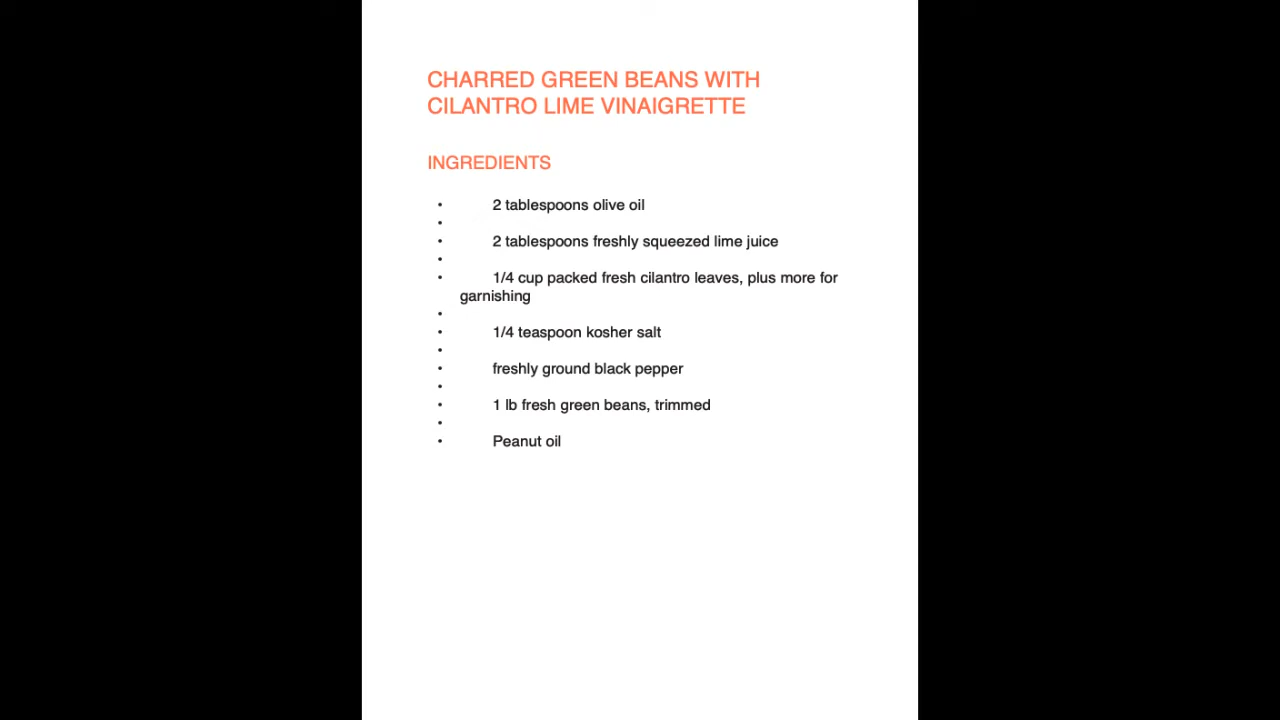 CHARRED GREEN BEANS WITH
CILANTRO LIME VINAIGRETTE
INGREDIENTS
• 2 tablespoons olive oil
•
• 2 tablespoons freshly squeezed lime juice
•
• 1/4 cup packed fresh cilantro leaves, plus more for
garnishing
•
• 1/4 teaspoon kosher salt
•
• freshly ground black pepper
•
• 1 lb fresh green beans, trimmed
•
• Peanut oil